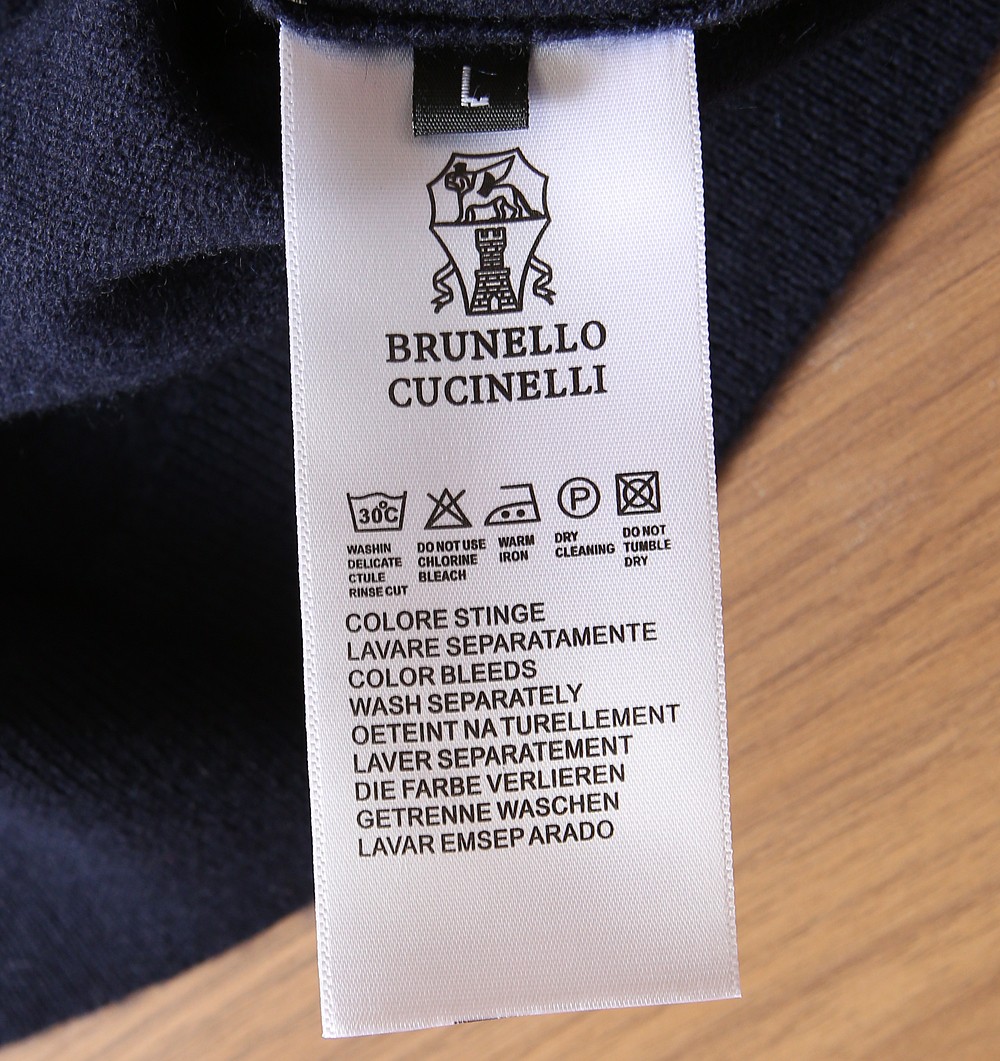 L
BRUNELLO
CUCINELLI
30°C
P
WASHIN
DELICATE
CTULE
RINSE CUT
DO NOT USE
CHLORINE
BLEACH
WARM
IRON
DRY
CLEANING
DO NOT
TUMBLE
DRY
COLORE STINGE
LAVARE SEPARATAMENTE
COLOR BLEEDS
WASH SEPARATELY
OETEINT NA TURELLEMENT
LAVER SEPARATEMENT
DIE FARBE VERLIEREN
GETRENNE WASCHEN
LAVAR EMSEP ARADO